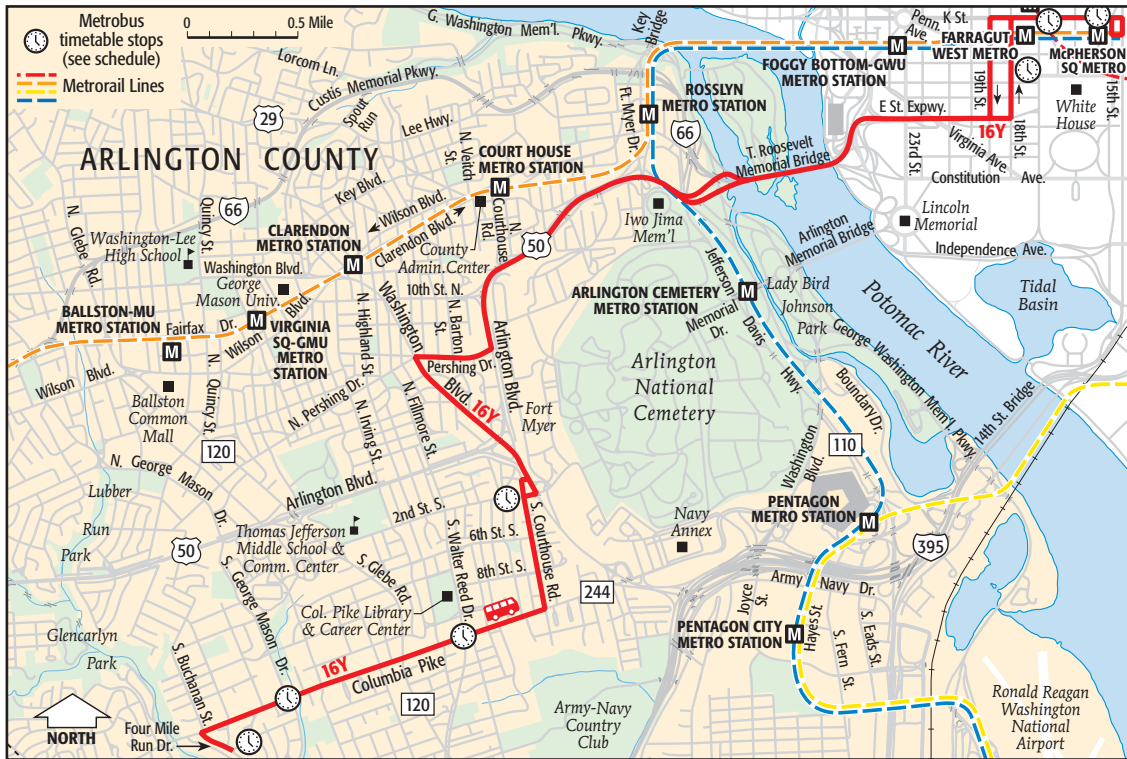 Metrobus
timetable stops
(see schedule)
Metrorail Lines
0 0.5 Mile
G. Washington Mem'l. Pkwy.
Key
Bridge
Penn.
Ave.
K St.
FARRAGUT
WEST METRO
McPHERSON
SQ METRO
FOGGY BOTTOM-GWU
METRO STATION
19th St.
18th St.
15th St.
White
House
16Y
E St. Expwy.
Virginia Ave.
23rd St.
Constitution Ave.
Lorcom Ln.
Custis Memorial Pkwy.
Spout
Run
29
Lee Hwy.
Ft. Myer Dr.
ROSSLYN
METRO STATION
66
T. Roosevelt
Memorial Bridge
ARLINGTON COUNTY
N. Veitch
St.
COURT HOUSE
METRO STATION
Key Blvd.
Wilson Blvd.
Clarendon Blvd.
County
Admin.Center
N.
Courthouse
Rd.
50
Iwo Jima
Mem'l
Lincoln
Memorial
Arlington
Memorial Bridge
Independence Ave.
Tidal
Basin
N.
Glebe
Rd.
66
Quincy St.
Washington-Lee
High School
CLARENDON
METRO STATION
Washington Blvd.
George
Mason Univ.
10th St. N.
Jefferson
Davis
Hwy.
ARLINGTON CEMETERY
METRO STATION
Memorial
Dr.
Lady Bird
Johnson
Park
Potomac River
George Washington Mem'l. Pkwy.
BALLSTON-MU
METRO STATION
Fairfax Dr.
Wilson Blvd.
VIRGINIA
SQ-GMU
METRO
STATION
N. Highland St.
Washington
Blvd.
N. Barton
St.
Arlington Blvd.
Pershing Dr.
Wilson Blvd.
Ballston
Common
Mall
N. Quincy St.
N. Pershing Dr.
N. Irving St.
N. Fillmore St.
16Y
Fort
Myer
Arlington
National
Cemetery
Boundary Dr.
14th St. Bridge
120
N. George Mason
Dr.
Arlington Blvd.
Washington
Blvd.
110
Lubber
Run
Park
50
Thomas Jefferson
Middle School &
Comm. Center
2nd St. S.
6th St. S.
8th St. S.
S. Walter Reed Dr.
S. Courthouse Rd.
Navy
Annex
PENTAGON
METRO STATION
395
S. George Mason Dr.
S. Glebe Rd.
Col. Pike Library
& Career Center
244
Army Navy Dr.
Joyce
St.
Hayes St.
S. Eads St.
S. Fern St.
PENTAGON CITY
METRO STATION
Glencarlyn
Park
S. Buchanan St.
16Y
Columbia Pike
120
Four Mile
Run Dr.
NORTH
Army-Navy
Country
Club
Ronald Reagan
Washington
National
Airport